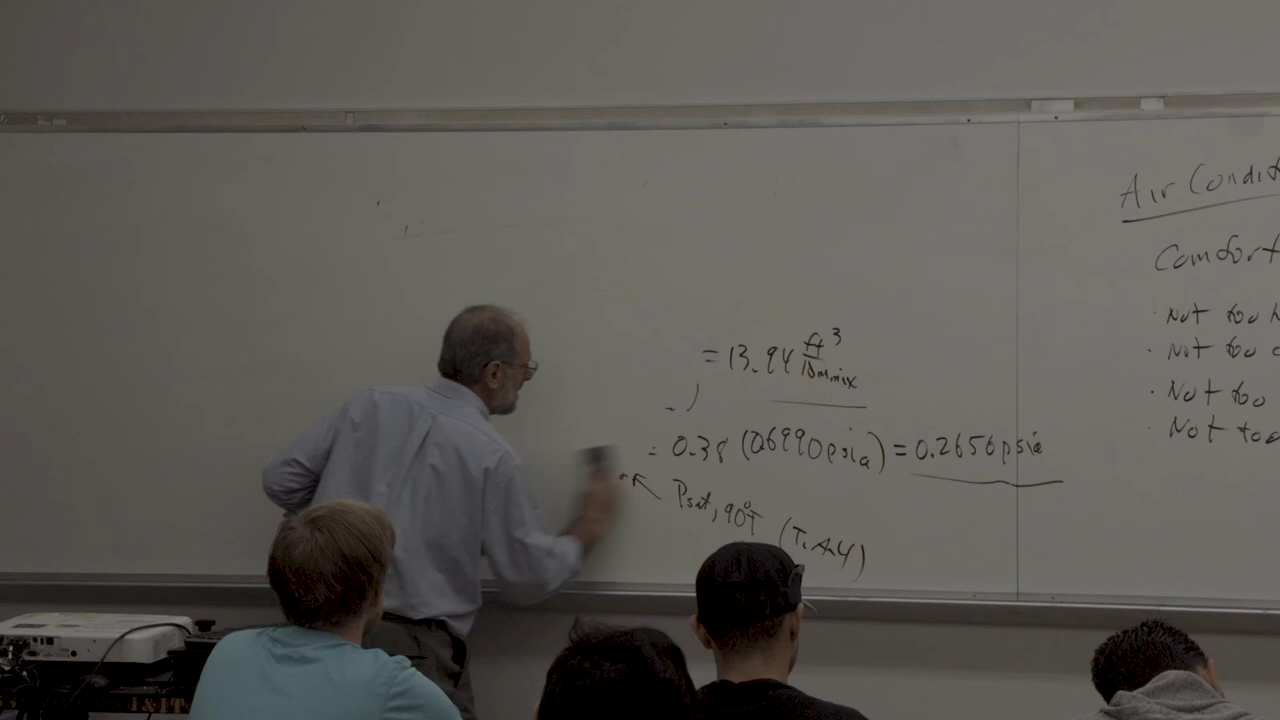 = 13.94 ft³/lbm mix
= 0.38 (0.6990 psia) = 0.2656 psia
Psat, 90°F (T. A.4)
Air Condit
Comfort
· Not too h
· Not too c
· Not too
Not too